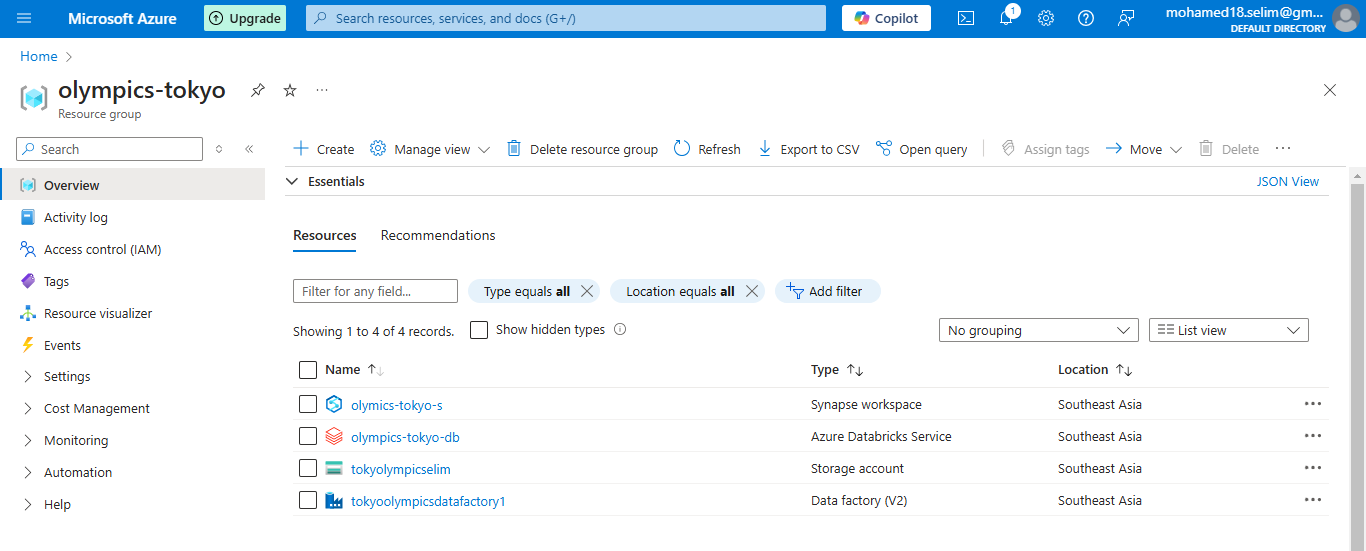 Microsoft Azure Upgrade Search resources, services, and docs (G+/) Copilot 1 mohamed18.selim@gm...
DEFAULT DIRECTORY
Home
olympics-tokyo
Resource group
Search
Create Manage view Delete resource group Refresh Export to CSV Open query Assign tags Move Delete
Overview
Activity log
Access control (IAM)
Tags
Resource visualizer
Events
Settings
Cost Management
Monitoring
Automation
Help
Essentials JSON View
Resources Recommendations
Filter for any field... Type equals all Location equals all Add filter
Showing 1 to 4 of 4 records. Show hidden types No grouping List view
Name Type Location
olymics-tokyo-s Synapse workspace Southeast Asia
olympics-tokyo-db Azure Databricks Service Southeast Asia
tokyolympicselim Storage account Southeast Asia
tokyoolympicsdatafactory1 Data factory (V2) Southeast Asia